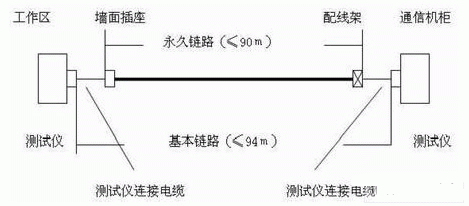 工作区 墙面插座 配线架 通信机柜
永久链路（≤90m）
测试仪 基本链路（≤94m） 测试仪
测试仪连接电缆 测试仪连接电缆